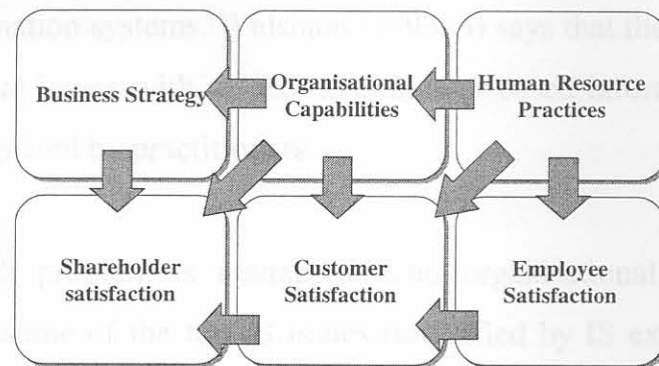 Business Strategy
Organisational
Capabilities
Human Resource
Practices
Shareholder
satisfaction
Customer
Satisfaction
Employee
Satisfaction